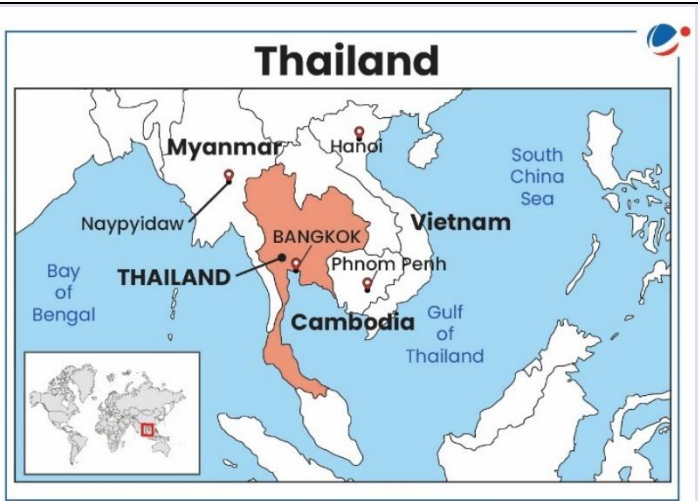 Thailand
Myanmar
Hanoi
South
China
Sea
Naypyidaw
BANGKOK
Vietnam
Bay
of
Bengal
THAILAND
Phnom Penh
Cambodia
Gulf
of
Thailand